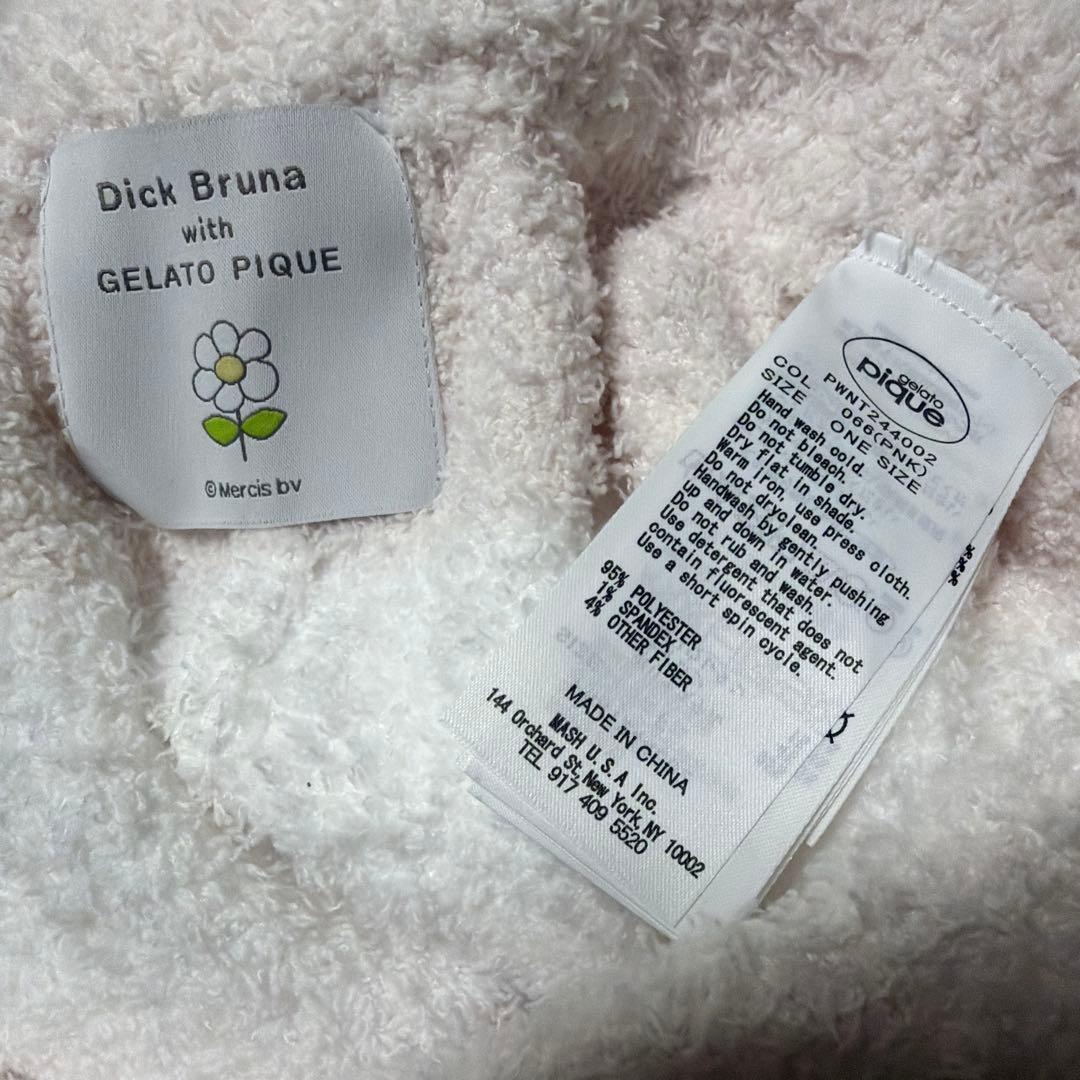 Dick Bruna
with
GELATO PIQUE
©Mercis bv
gelato
pique
PWNT244002
COL 066(PNK)
SIZE ONE SIZE
Hand wash cold.
Do not bleach.
Do not tumble dry.
Dry flat in shade.
Warm iron, use press cloth.
Do not dryclean.
Handwash by gently pushing
up and down in water.
Do not rub and wash.
Use detergent that does not
contain fluorescent agent.
Use a short spin cycle.
95% POLYESTER
1% SPANDEX
4% OTHER FIBER
MADE IN CHINA
MASH U.S.A Inc.
144 Orchard St, New York, NY 10002
TEL 917 409 5520